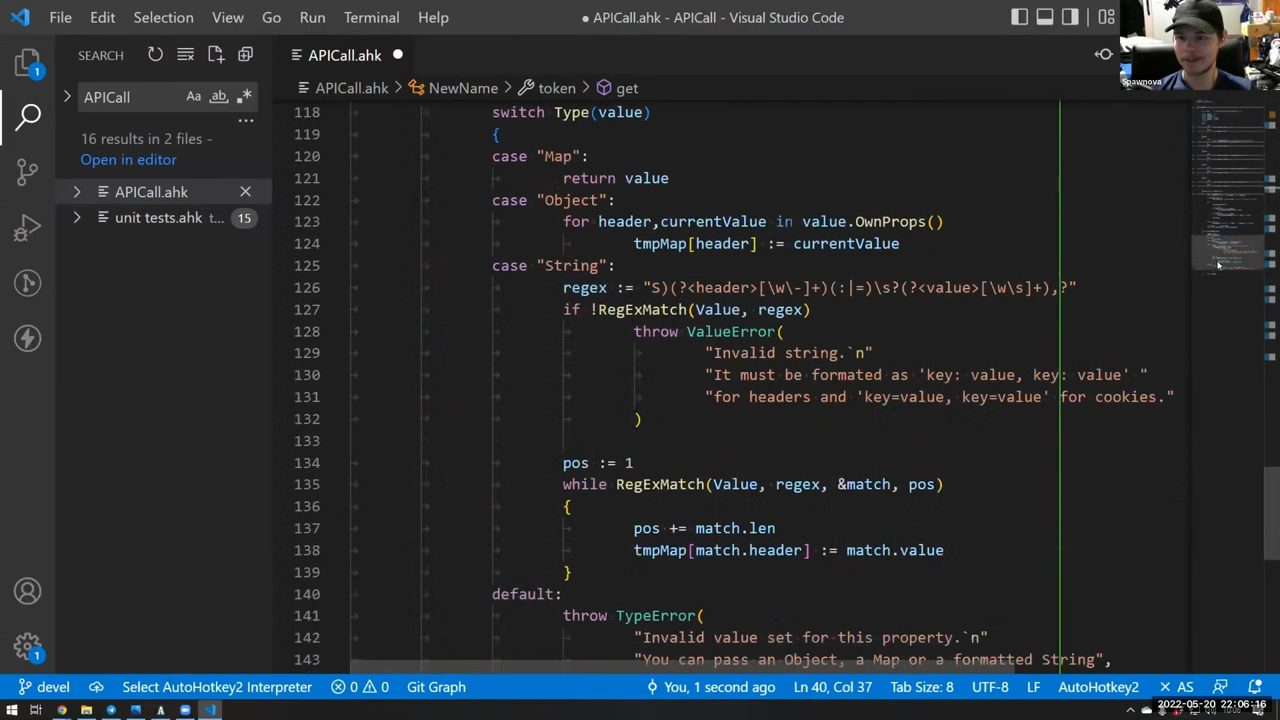 File Edit Selection View Go Run Terminal Help
● APICall.ahk - APICall - Visual Studio Code
Spawnova
SEARCH
APICall
Aa ab .*
16 results in 2 files -
Open in editor
APICall.ahk
unit tests.ahk t... 15
1
1
APICall.ahk ●
APICall.ahk > NewName > token > get
118 switch Type(value)
119 {
120 case "Map":
121 return value
122 case "Object":
123 for header,currentValue in value.OwnProps()
124 tmpMap[header] := currentValue
125 case "String":
126 regex := "S)(?<header>[\w\-]+)(:|=)\s?(?<value>[\w\s]+),?"
127 if !RegExMatch(Value, regex)
128 throw ValueError(
129 "Invalid string.`n"
130 "It must be formated as 'key: value, key: value' "
131 "for headers and 'key=value, key=value' for cookies."
132 )
133
134 pos := 1
135 while RegExMatch(Value, regex, &match, pos)
136 {
137 pos += match.len
138 tmpMap[match.header] := match.value
139 }
140 default:
141 throw TypeError(
142 "Invalid value set for this property.`n"
143 "You can pass an Object, a Map or a formatted String",
devel Select AutoHotkey2 Interpreter 0 0 Git Graph You, 1 second ago Ln 40, Col 37 Tab Size: 8 UTF-8 LF AutoHotkey2 AS
2022-05-20 22:06:16